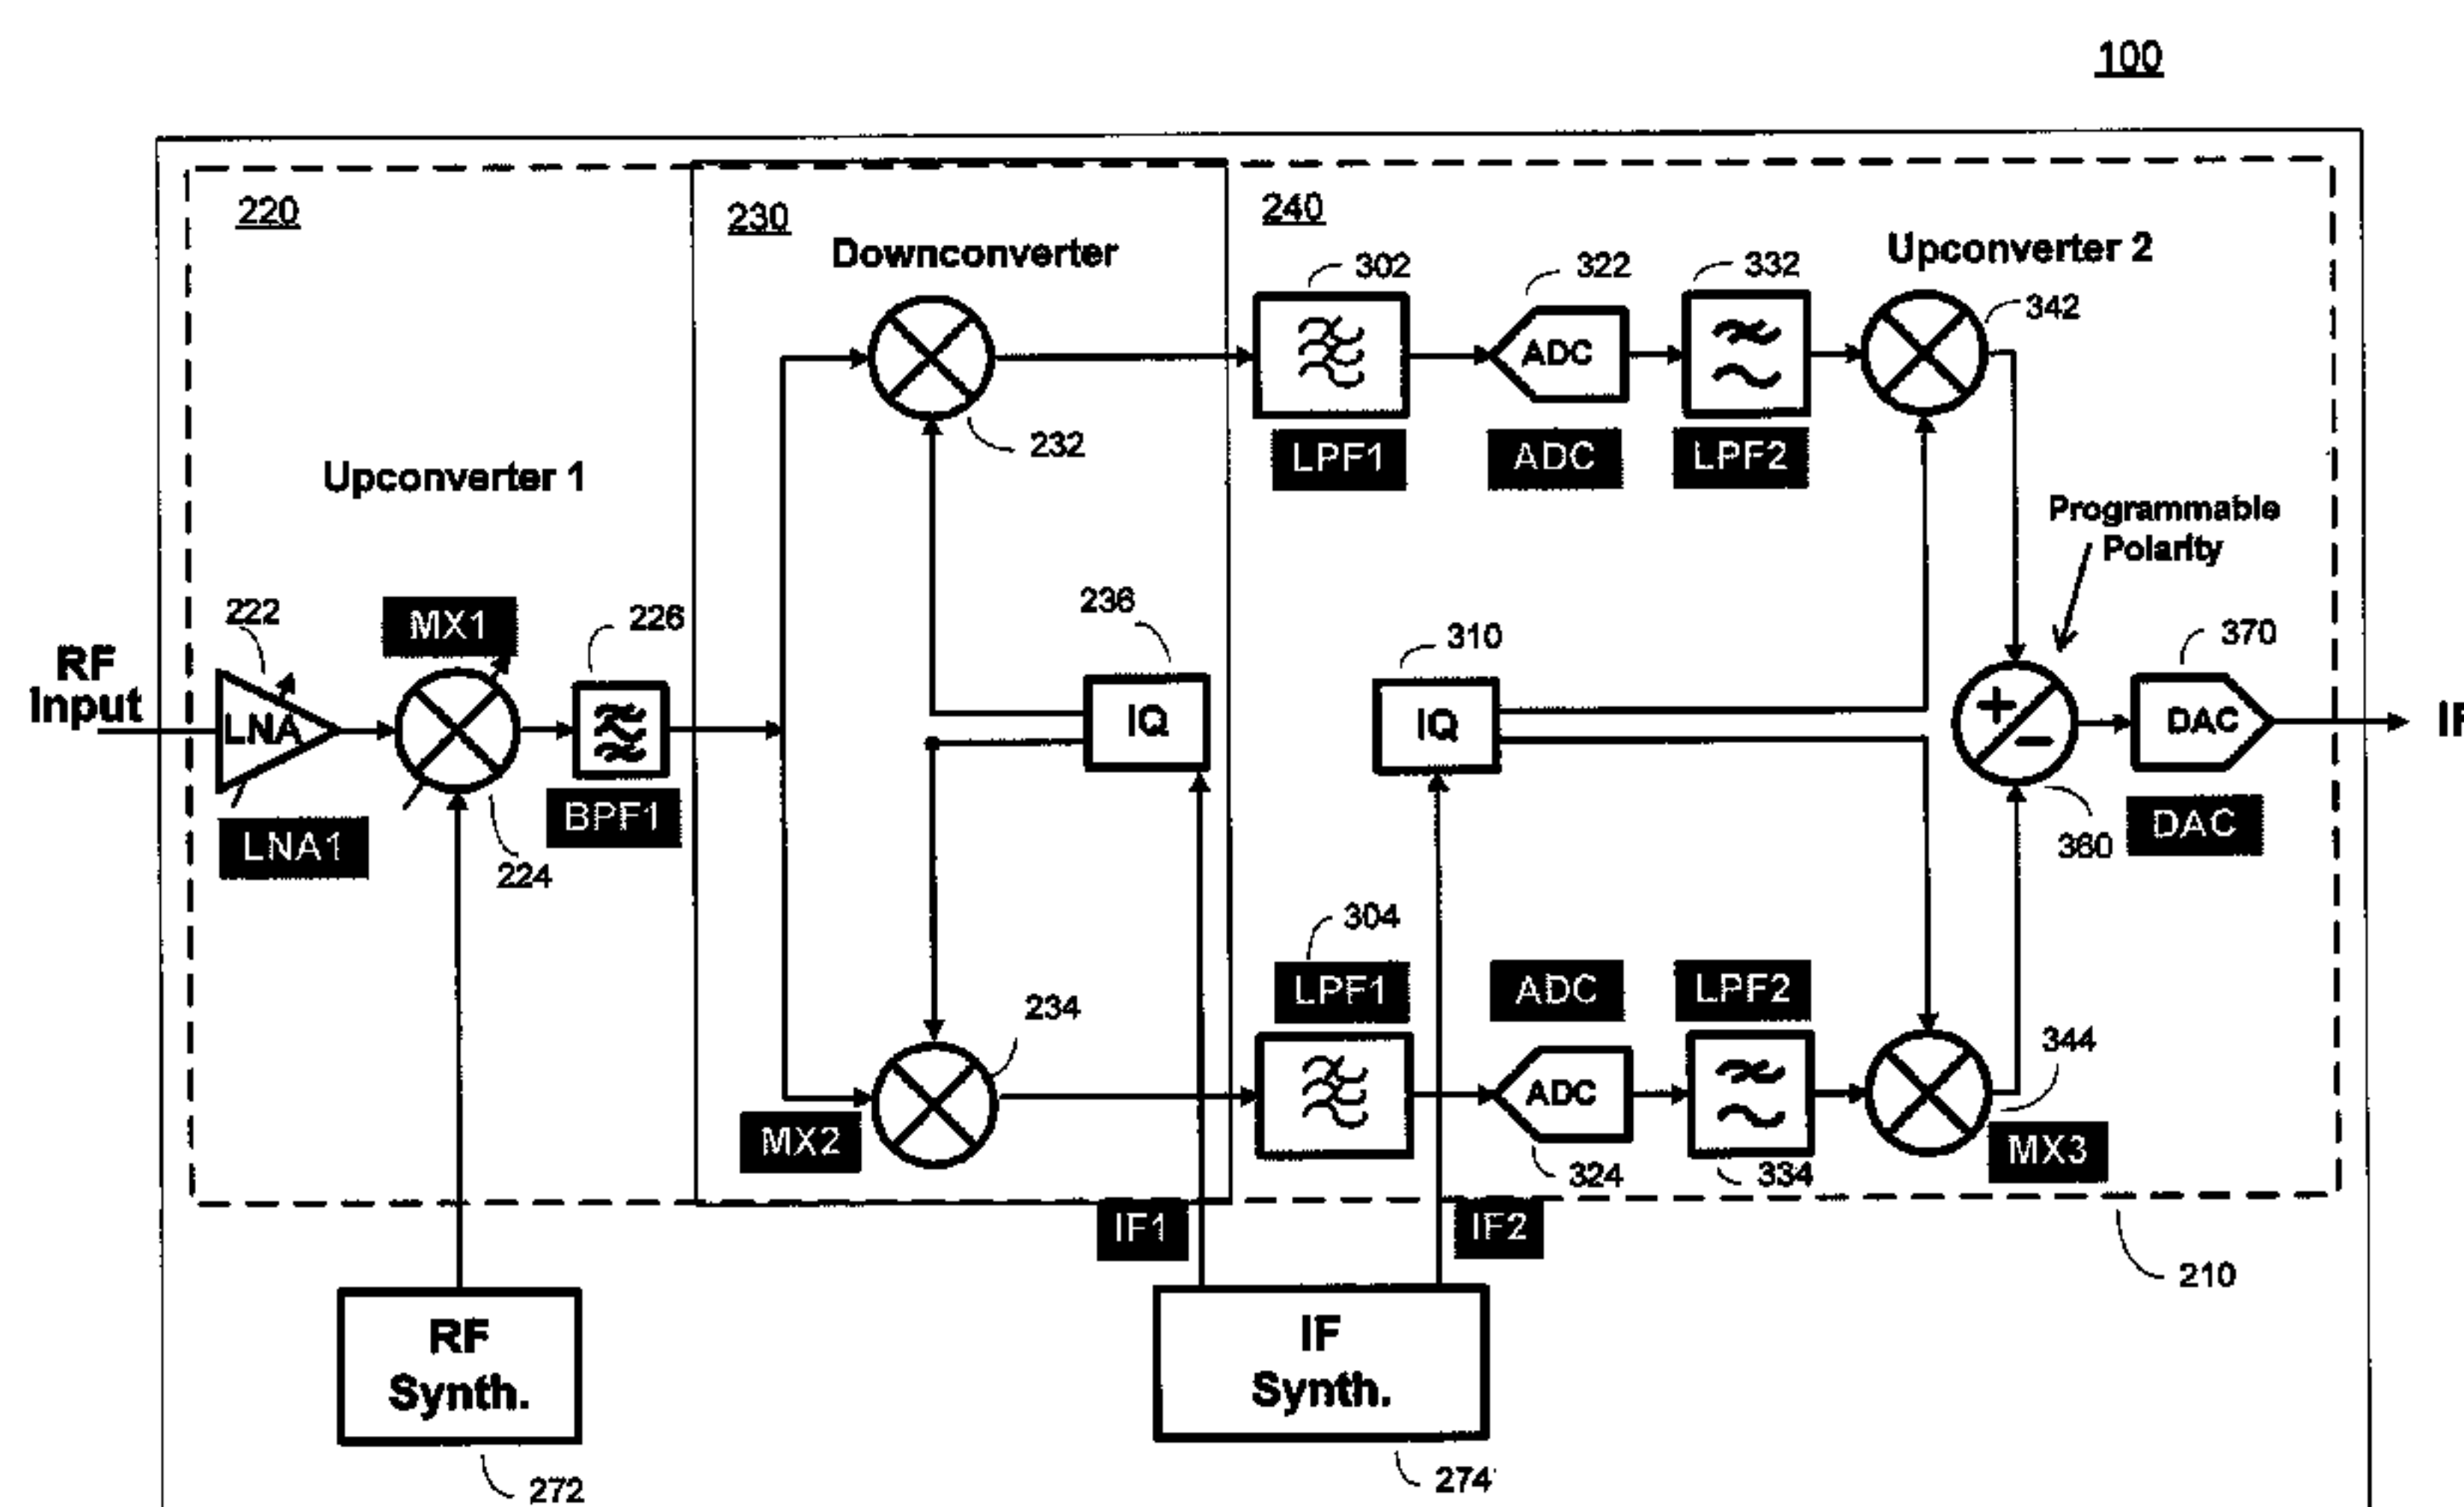 100
220
230
240
Downconverter
302
322
332
Upconverter 2
342
ADC
232
LPF1
ADC
LPF2
Upconverter 1
Programmable
Polarity
222
MX1
226
236
310
370
RF
Input
LNA
IQ
IQ
+
−
DAC
LNA1
224
BPF1
360
DAC
304
LPF1
ADC
LPF2
234
344
MX2
ADC
324
334
MX3
IF1
IF2
210
RF
Synth.
IF
Synth.
272
274